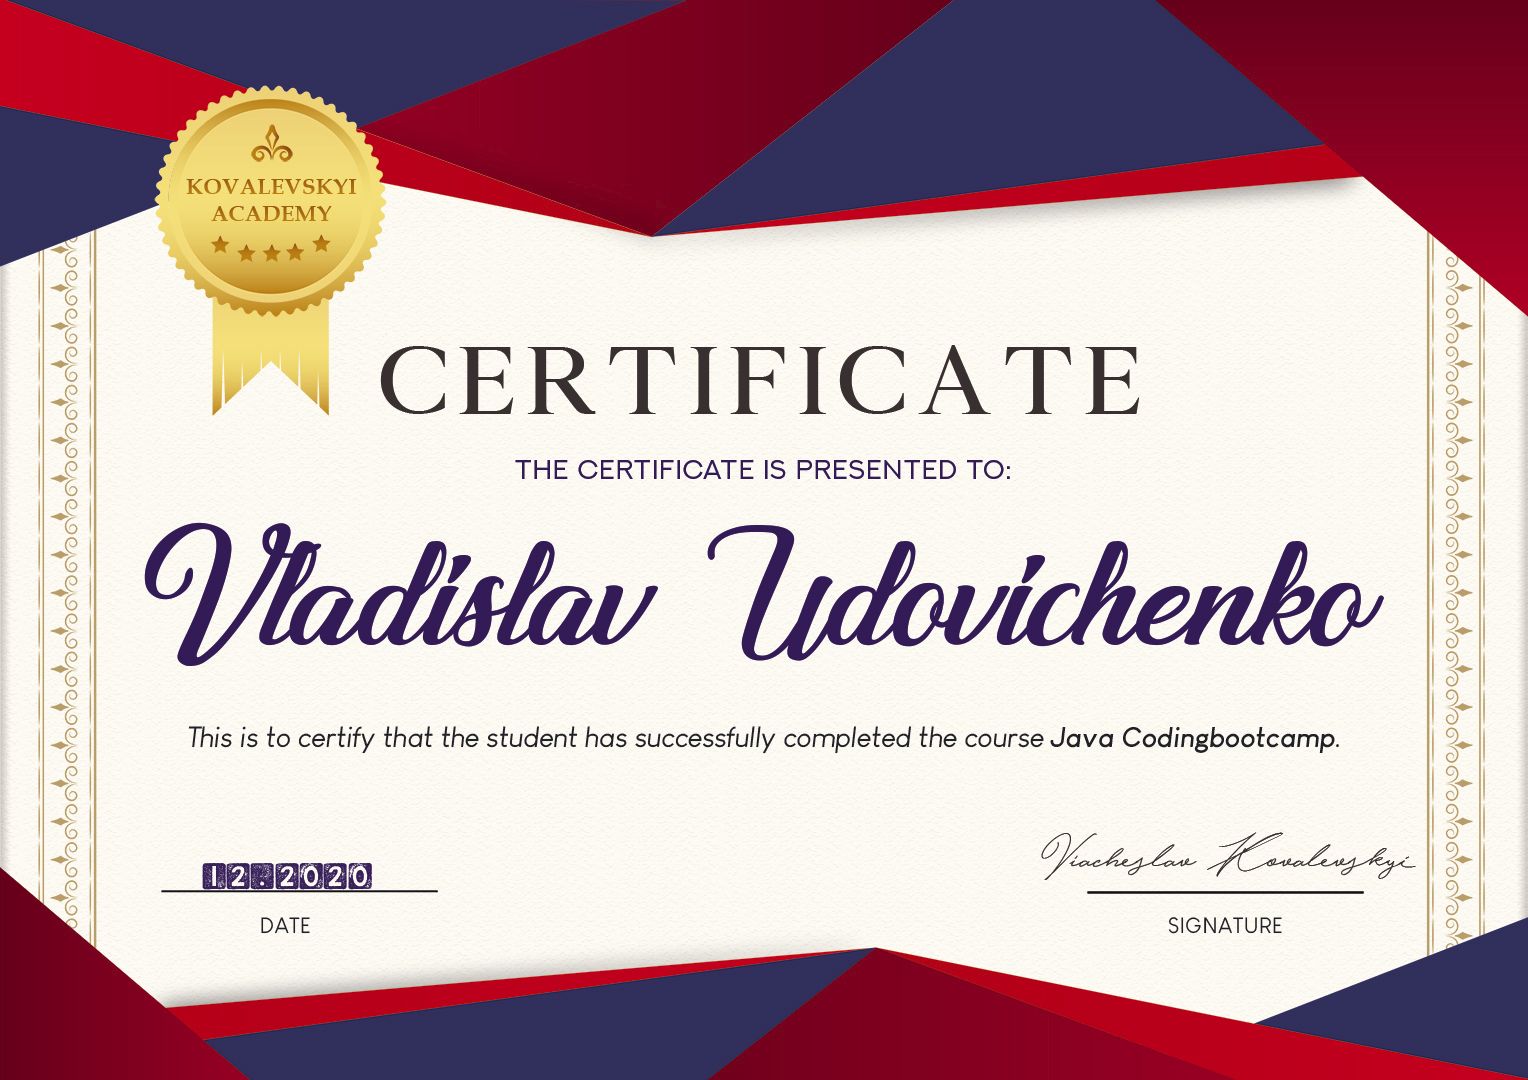 KOVALEVSKYI
ACADEMY
CERTIFICATE
THE CERTIFICATE IS PRESENTED TO:
Vladislav Udovichenko
This is to certify that the student has successfully completed the course Java Codingbootcamp.
12.2020
Viacheslav Kovalevskyi
DATE
SIGNATURE